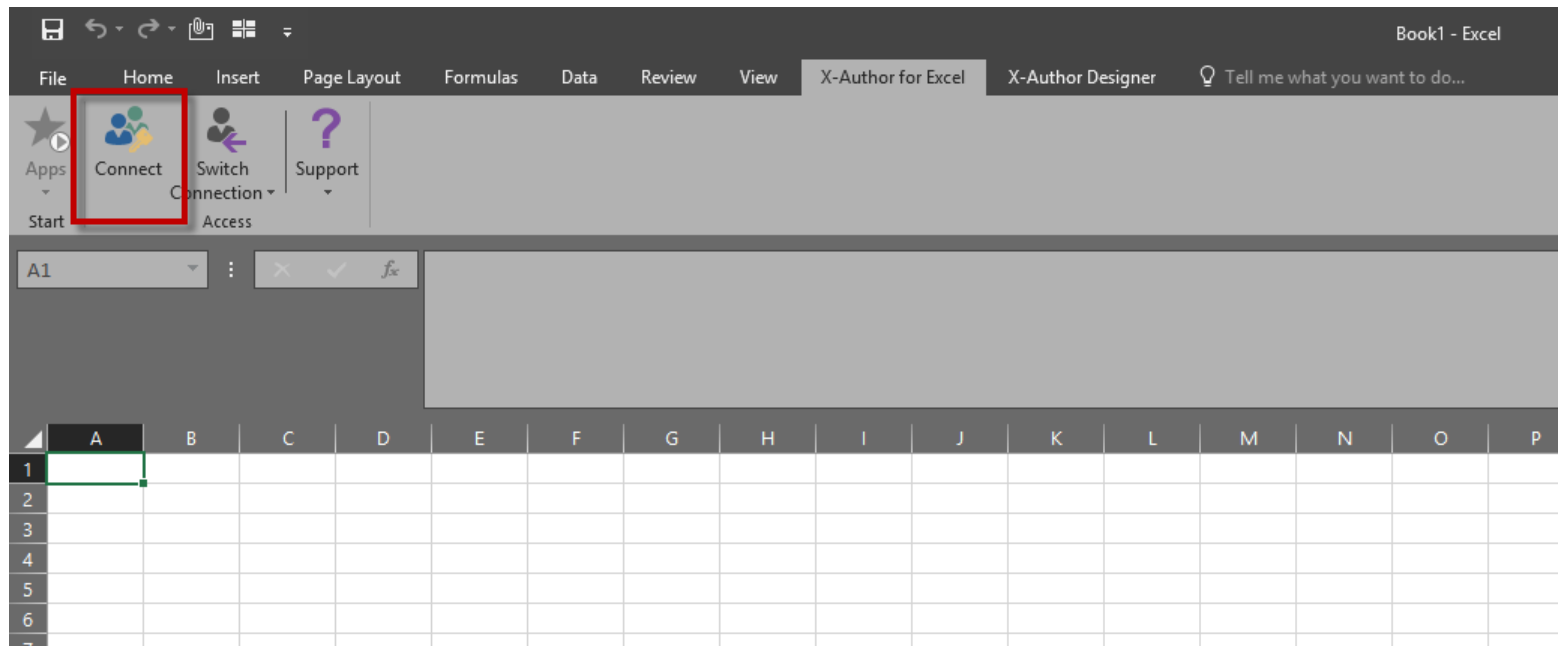 Book1 - Excel
File Home Insert Page Layout Formulas Data Review View X-Author for Excel X-Author Designer Tell me what you want to do...
Apps Connect Switch Connection Support
Start Access
A1 fx
A B C D E F G H I J K L M N O P
1
2
3
4
5
6
7